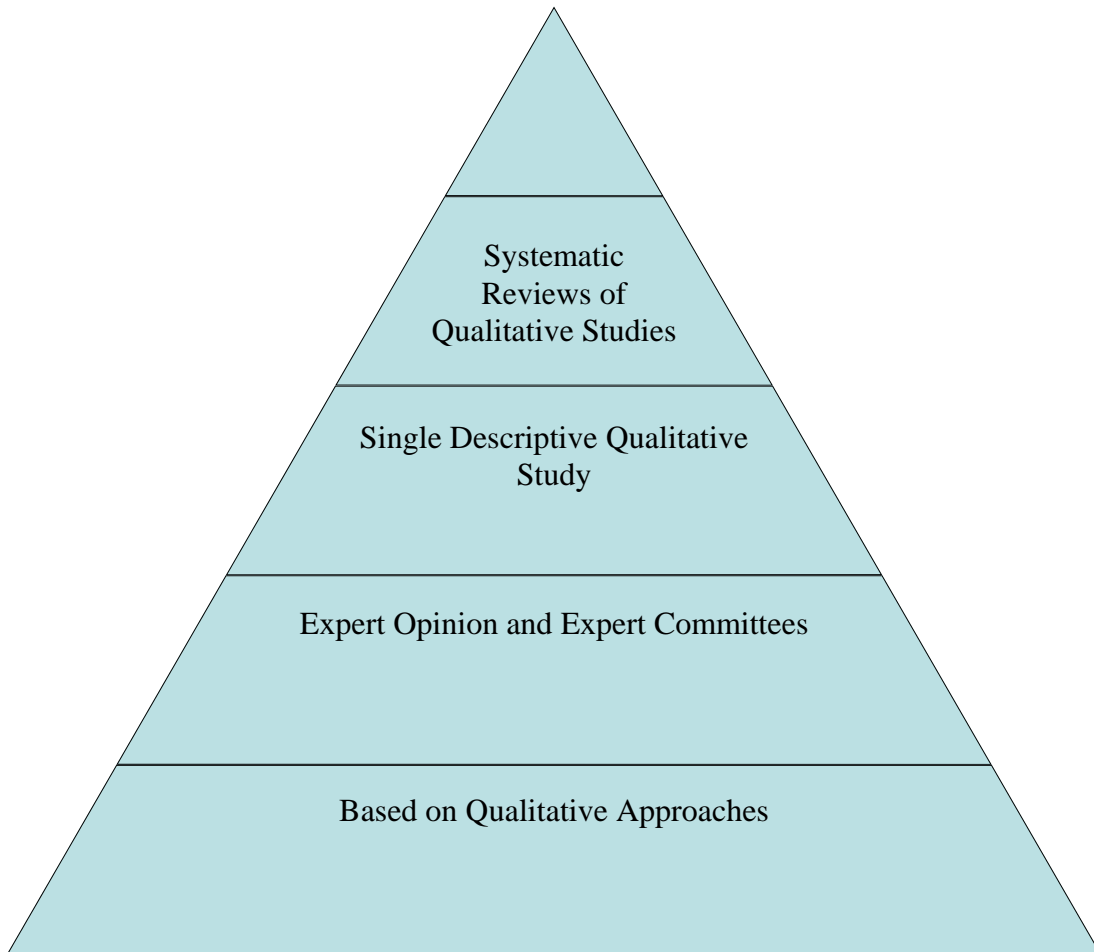 Systematic
Reviews of
Qualitative Studies
Single Descriptive Qualitative
Study
Expert Opinion and Expert Committees
Based on Qualitative Approaches